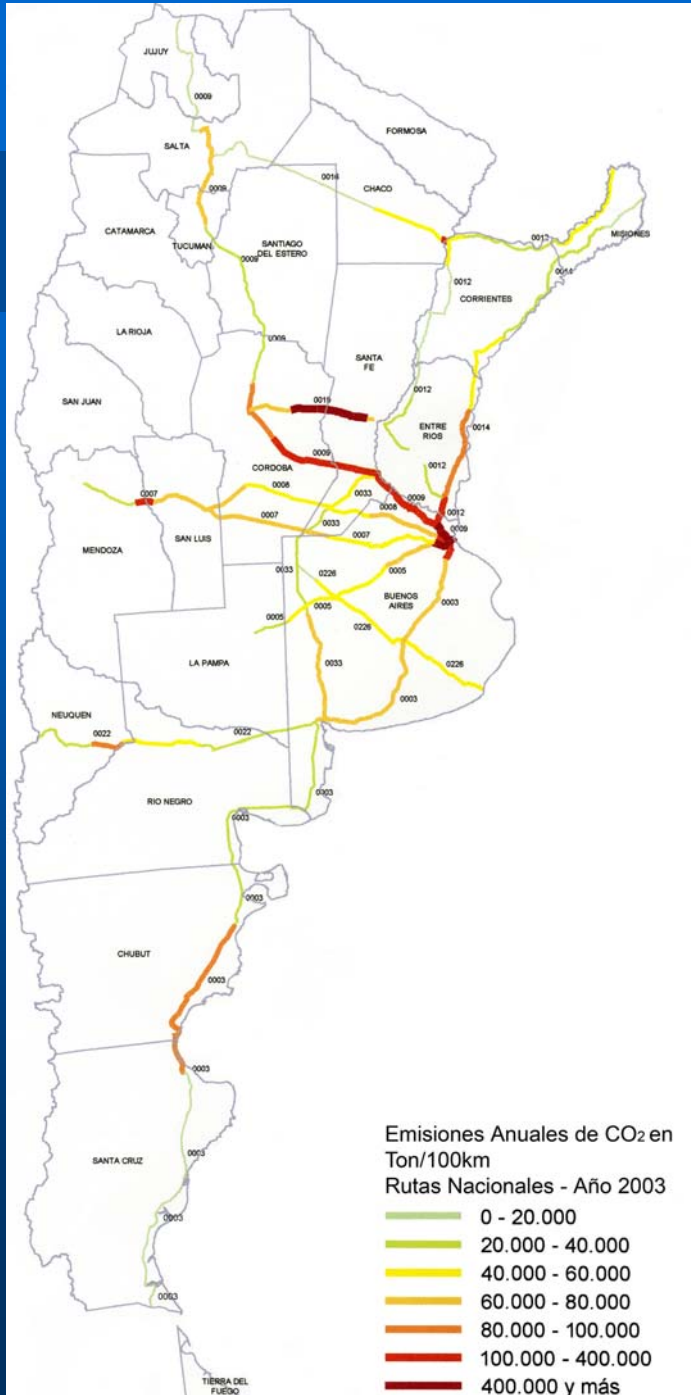 JUJUY
0009
FORMOSA
SALTA
0016
CHACO
0009
CATAMARCA
TUCUMAN
SANTIAGO
DEL ESTERO
0009
0012
MISIONES
0012
0014
CORRIENTES
LA RIOJA
0009
SANTA
FE
SAN JUAN
0012
0019
0014
ENTRE
RIOS
0009
CORDOBA
0012
0007
0008
0033
0009
0008
0012
0009
0033
0007
SAN LUIS
0007
MENDOZA
0033
0226
0005
0005
0005
BUENOS
AIRES
0003
0226
LA PAMPA
0033
0226
0003
NEUQUEN
0022
0022
0003
RIO NEGRO
0003
0003
CHUBUT
0003
0003
SANTA CRUZ
0003
0003
0003
TIERRA DEL
FUEGO
Emisiones Anuales de CO2 en
Ton/100km
Rutas Nacionales - Año 2003
0 - 20.000
20.000 - 40.000
40.000 - 60.000
60.000 - 80.000
80.000 - 100.000
100.000 - 400.000
400.000 y más